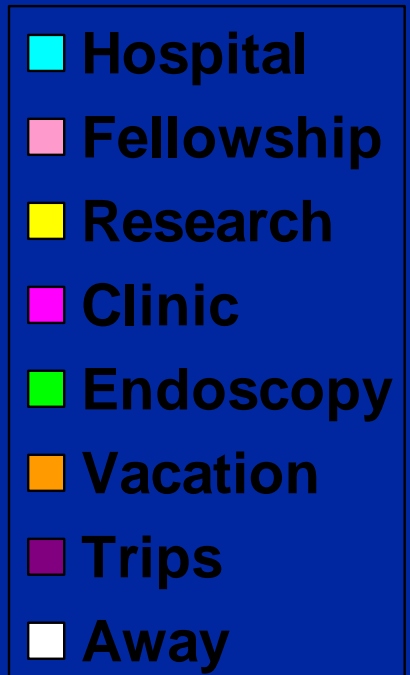 Hospital
Fellowship
Research
Clinic
Endoscopy
Vacation
Trips
Away